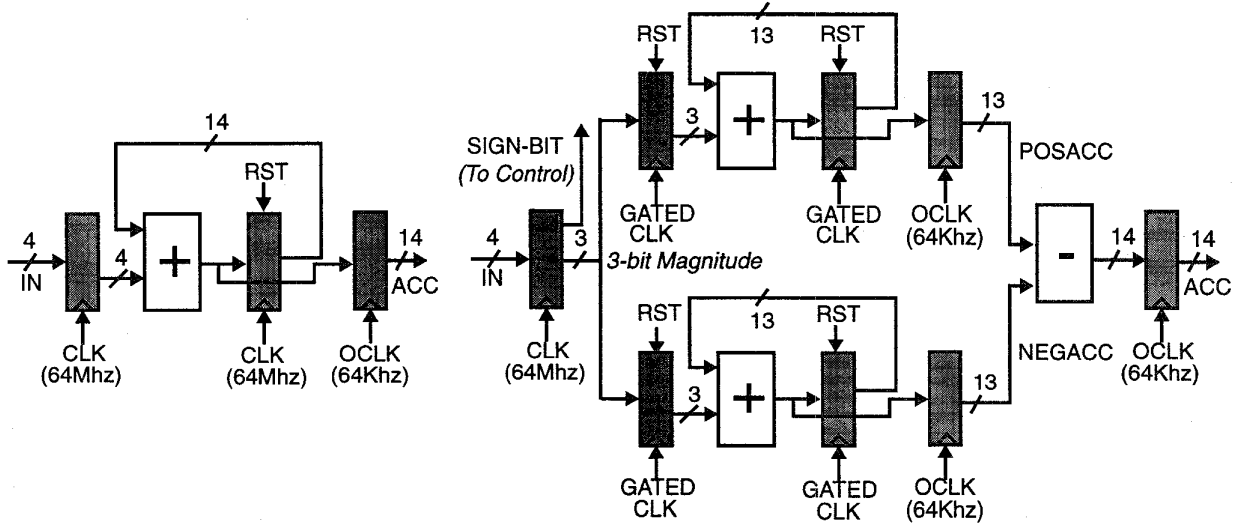 14
RST
4
IN
4
14
ACC
CLK
(64Mhz)
CLK
(64Mhz)
OCLK
(64Khz)
13
RST
RST
3
13
SIGN-BIT
(To Control)
POSACC
GATED
CLK
GATED
CLK
OCLK
(64Khz)
4
IN
3
3-bit Magnitude
14
14
ACC
CLK
(64Mhz)
RST
13
RST
3
13
NEGACC
OCLK
(64Khz)
GATED
CLK
GATED
CLK
OCLK
(64Khz)
+
+
+
-